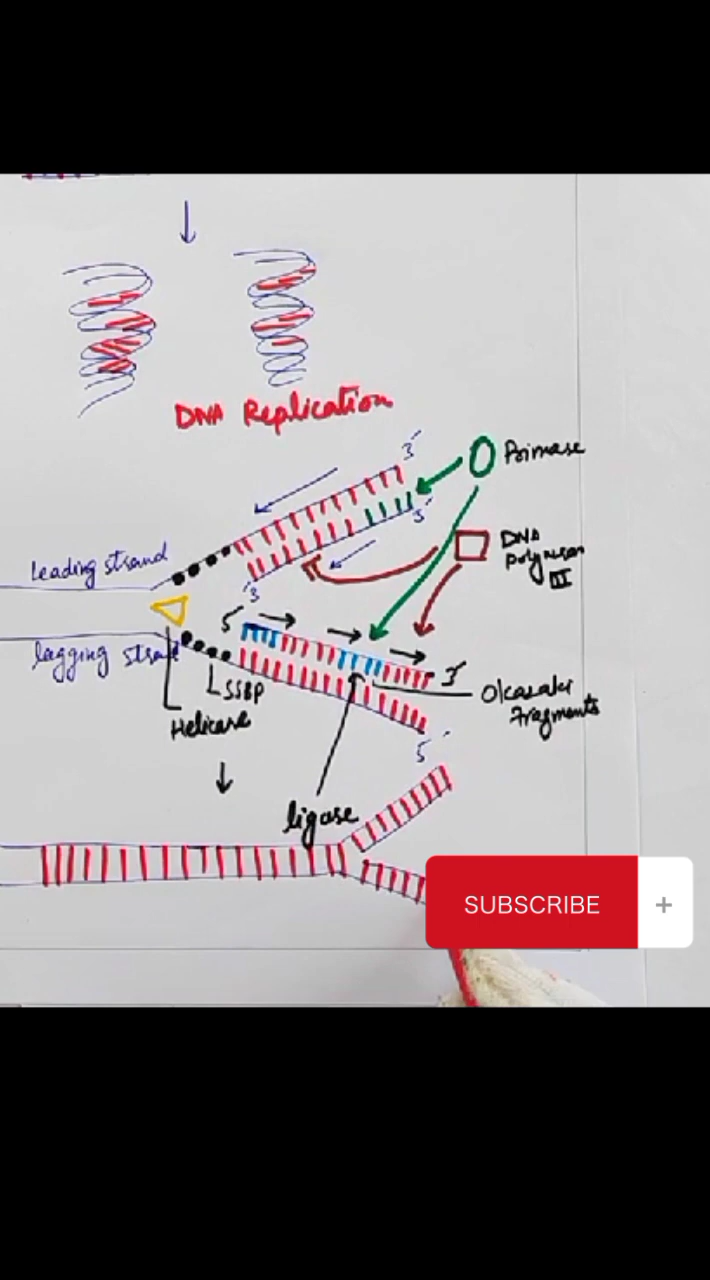 DNA Replication
3´
Primase
5´
DNA
polymerase
III
leading strand
3´
5´
lagging strand
3´
SSBP
Okazaki
Fragments
Helicase
5´
ligase
SUBSCRIBE +